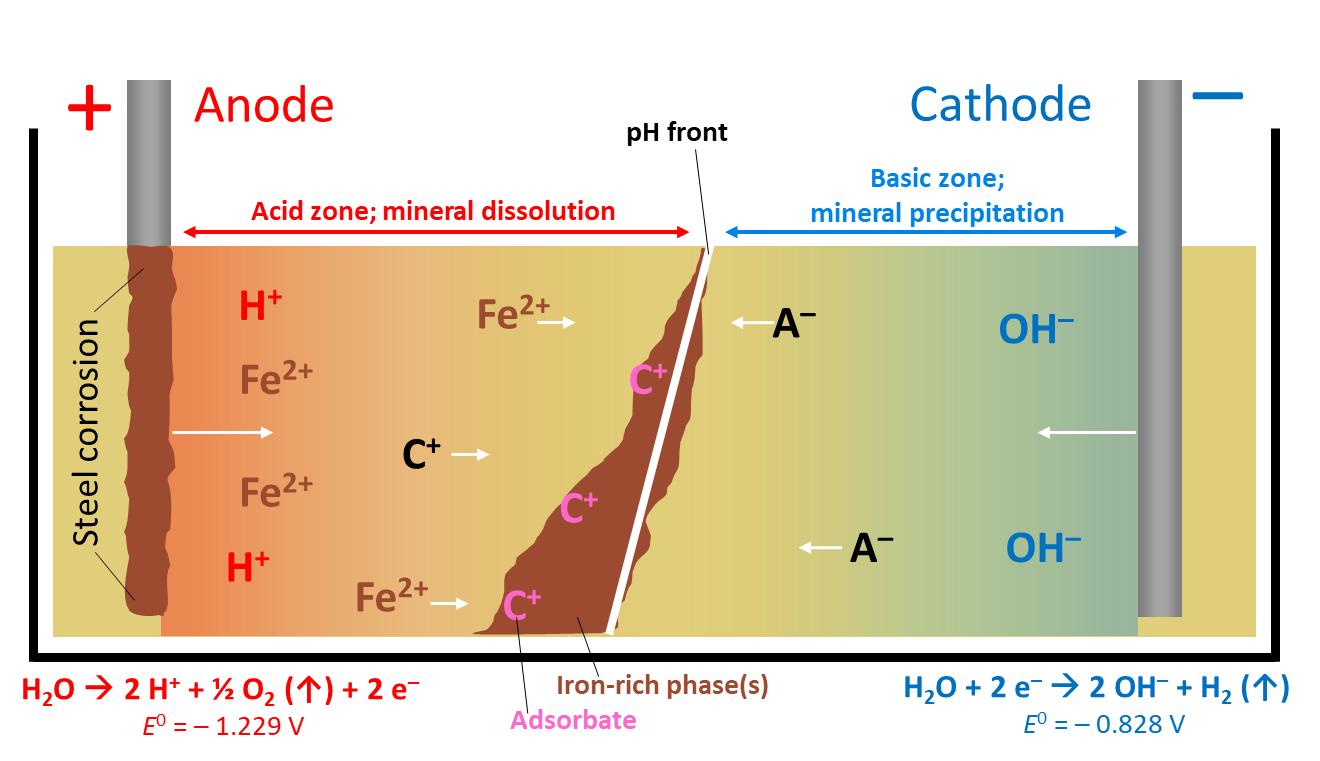 +
Anode
Cathode
−
pH front
Basic zone;
mineral precipitation
Acid zone; mineral dissolution
H⁺
Fe²⁺
A⁻
OH⁻
Fe²⁺
C⁺
Steel corrosion
C⁺
Fe²⁺
C⁺
H⁺
A⁻
OH⁻
Fe²⁺
C⁺
H₂O → 2 H⁺ + ½ O₂ (↑) + 2 e⁻
Iron-rich phase(s)
H₂O + 2 e⁻ → 2 OH⁻ + H₂ (↑)
E⁰ = – 1.229 V
Adsorbate
E⁰ = – 0.828 V